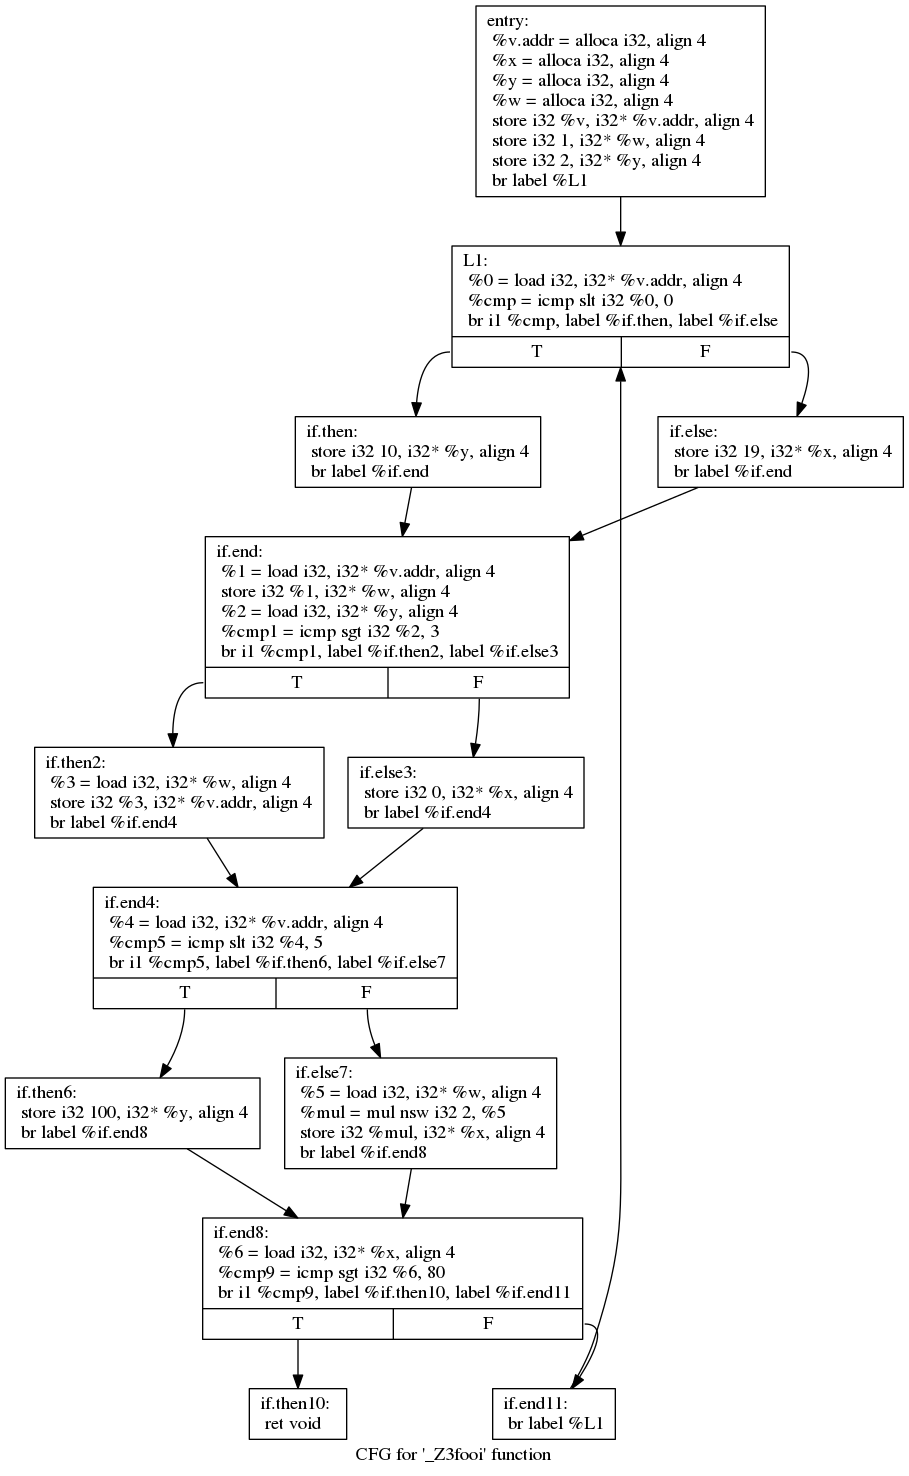 entry:
%v.addr = alloca i32, align 4
%x = alloca i32, align 4
%y = alloca i32, align 4
%w = alloca i32, align 4
store i32 %v, i32* %v.addr, align 4
store i32 1, i32* %w, align 4
store i32 2, i32* %y, align 4
br label %L1
L1:
%0 = load i32, i32* %v.addr, align 4
%cmp = icmp slt i32 %0, 0
br i1 %cmp, label %if.then, label %if.else
T F
if.then:
store i32 10, i32* %y, align 4
br label %if.end
if.else:
store i32 19, i32* %x, align 4
br label %if.end
if.end:
%1 = load i32, i32* %v.addr, align 4
store i32 %1, i32* %w, align 4
%2 = load i32, i32* %y, align 4
%cmp1 = icmp sgt i32 %2, 3
br i1 %cmp1, label %if.then2, label %if.else3
T F
if.then2:
%3 = load i32, i32* %w, align 4
store i32 %3, i32* %v.addr, align 4
br label %if.end4
if.else3:
store i32 0, i32* %x, align 4
br label %if.end4
if.end4:
%4 = load i32, i32* %v.addr, align 4
%cmp5 = icmp slt i32 %4, 5
br i1 %cmp5, label %if.then6, label %if.else7
T F
if.then6:
store i32 100, i32* %y, align 4
br label %if.end8
if.else7:
%5 = load i32, i32* %w, align 4
%mul = mul nsw i32 2, %5
store i32 %mul, i32* %x, align 4
br label %if.end8
if.end8:
%6 = load i32, i32* %x, align 4
%cmp9 = icmp sgt i32 %6, 80
br i1 %cmp9, label %if.then10, label %if.end11
T F
if.then10:
ret void
if.end11:
br label %L1
CFG for '_Z3fooi' function